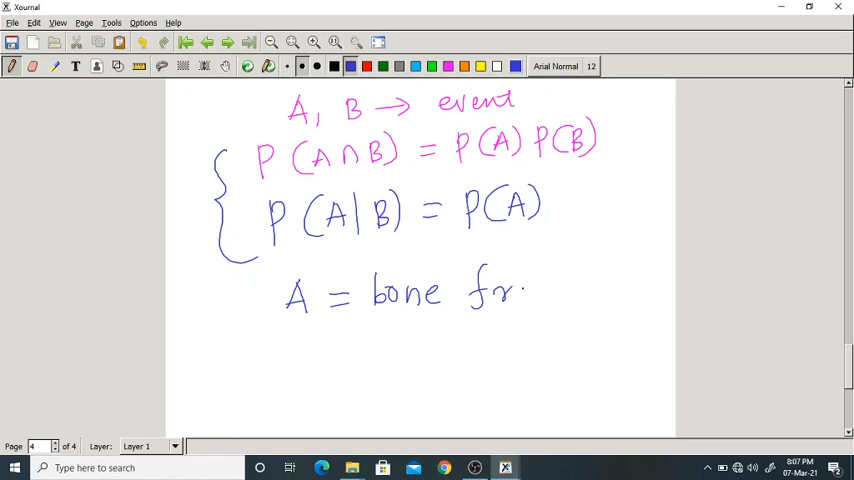 Xournal
File Edit View Page Tools Options Help
T Arial Normal 12
A, B → event
P (A ∩ B) = P(A) P(B)
P (A | B) = P(A)
A = bone fr
Page 4 of 4 Layer: Layer 1
Type here to search
8:07 PM
07-Mar-21
2